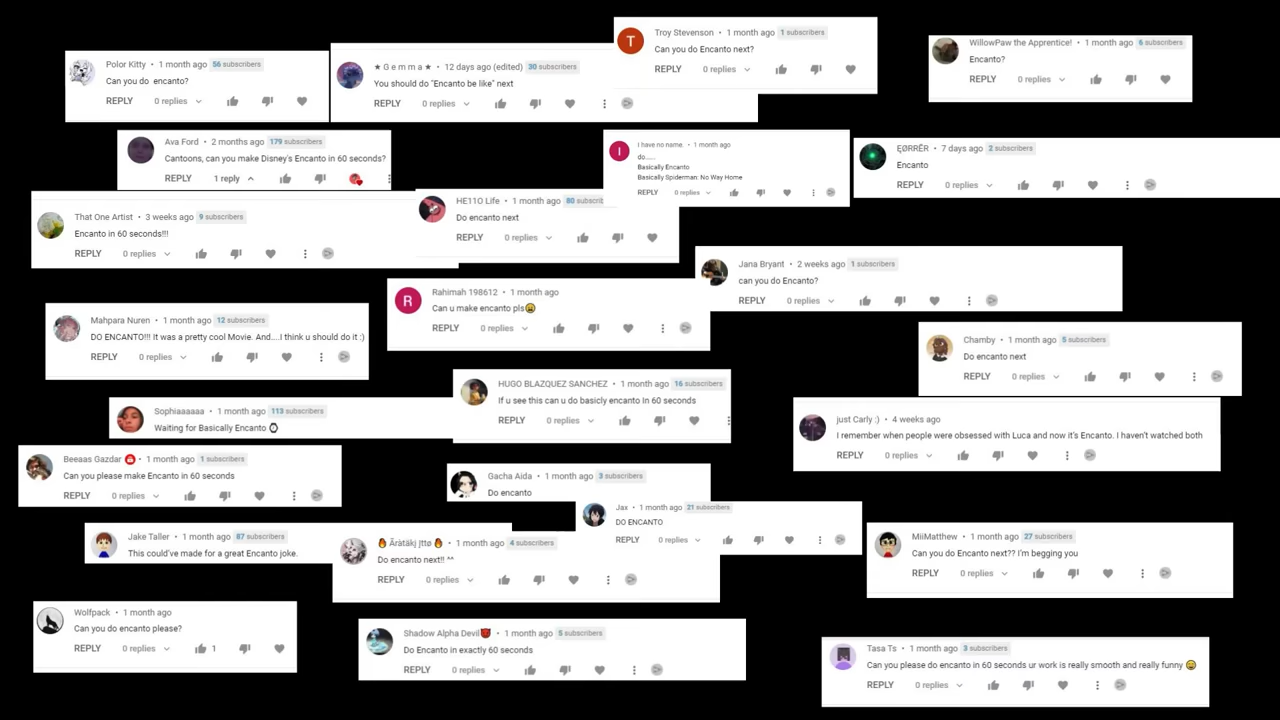 Polor Kitty • 1 month ago 56 subscribers
Can you do encanto?
REPLY 0 replies
★ G e m m a ★ • 12 days ago (edited) 30 subscribers
You should do "Encanto be like" next
REPLY 0 replies
T
Troy Stevenson • 1 month ago 1 subscribers
Can you do Encanto next?
REPLY 0 replies
WillowPaw the Apprentice! • 1 month ago 6 subscribers
Encanto?
REPLY 0 replies
Ava Ford • 2 months ago 179 subscribers
Cantoons, can you make Disney's Encanto in 60 seconds?
REPLY 1 reply
I
I have no name. • 1 month ago
do......
Basically Encanto
Basically Spiderman: No Way Home
REPLY 0 replies
ĘØRRÊR • 7 days ago 2 subscribers
Encanto
REPLY 0 replies
That One Artist • 3 weeks ago 9 subscribers
Encanto in 60 seconds!!!
REPLY 0 replies
HE11O Life • 1 month ago 80 subscrib
Do encanto next
REPLY 0 replies
Jana Bryant • 2 weeks ago 1 subscribers
can you do Encanto?
REPLY 0 replies
R
Rahimah 198612 • 1 month ago
Can u make encanto pls😩
REPLY 0 replies
Mahpara Nuren • 1 month ago 12 subscribers
DO ENCANTO!!! It was a pretty cool Movie. And....I think u should do it :)
REPLY 0 replies
Chamby • 1 month ago 5 subscribers
Do encanto next
REPLY 0 replies
HUGO BLAZQUEZ SANCHEZ • 1 month ago 16 subscribers
If u see this can u do basicly encanto In 60 seconds
REPLY 0 replies
Sophiaaaaaa • 1 month ago 113 subscribers
Waiting for Basically Encanto ⌚
just Carly :) • 4 weeks ago
I remember when people were obsessed with Luca and now it's Encanto. I haven't watched both
REPLY 0 replies
Beeeas Gazdar • 1 month ago 1 subscribers
Can you please make Encanto in 60 seconds
REPLY 0 replies
Gacha Aida • 1 month ago 3 subscribers
Do encanto
Jax • 1 month ago 21 subscribers
DO ENCANTO
REPLY 0 replies
Jake Taller • 1 month ago 87 subscribers
This could've made for a great Encanto joke.
• 1 month ago 4 subscribers
Do encanto next!! ^^
REPLY 0 replies
MiiMatthew • 1 month ago 27 subscribers
Can you do Encanto next?? I'm begging you
REPLY 0 replies
Wolfpack • 1 month ago
Can you do encanto please?
REPLY 0 replies 1
Shadow Alpha Devil👿 • 1 month ago 5 subscribers
Do Encanto in exactly 60 seconds
REPLY 0 replies
Tasa Ts • 1 month ago 3 subscribers
Can you please do encanto in 60 seconds ur work is really smooth and really funny 😩
REPLY 0 replies